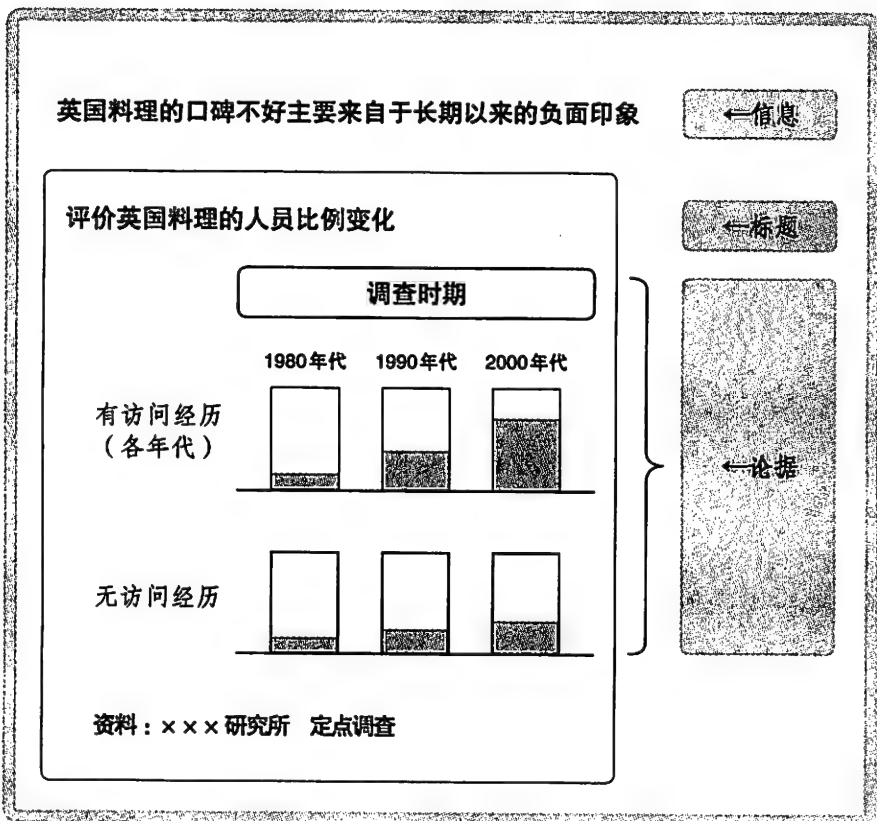 英国料理的口碑不好主要来自于长期以来的负面印象
←信息
评价英国料理的人员比例变化
←标题
调查时期
1980年代 1990年代 2000年代
有访问经历
（各年代）
←论据
无访问经历
资料：×××研究所 定点调查